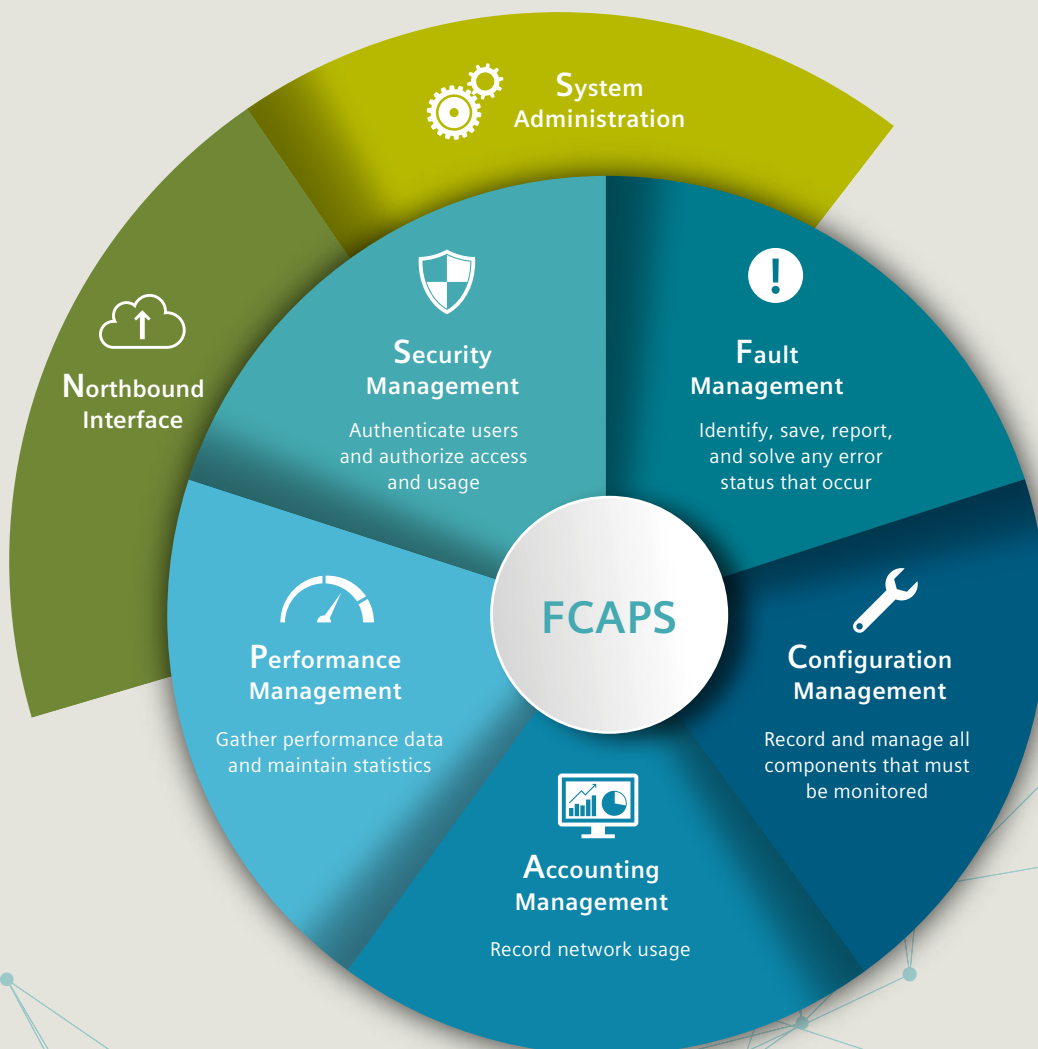 System
Administration
Northbound
Interface
Security
Management
Authenticate users
and authorize access
and usage
Fault
Management
Identify, save, report,
and solve any error
status that occur
FCAPS
Performance
Management
Gather performance data
and maintain statistics
Configuration
Management
Record and manage all
components that must
be monitored
Accounting
Management
Record network usage